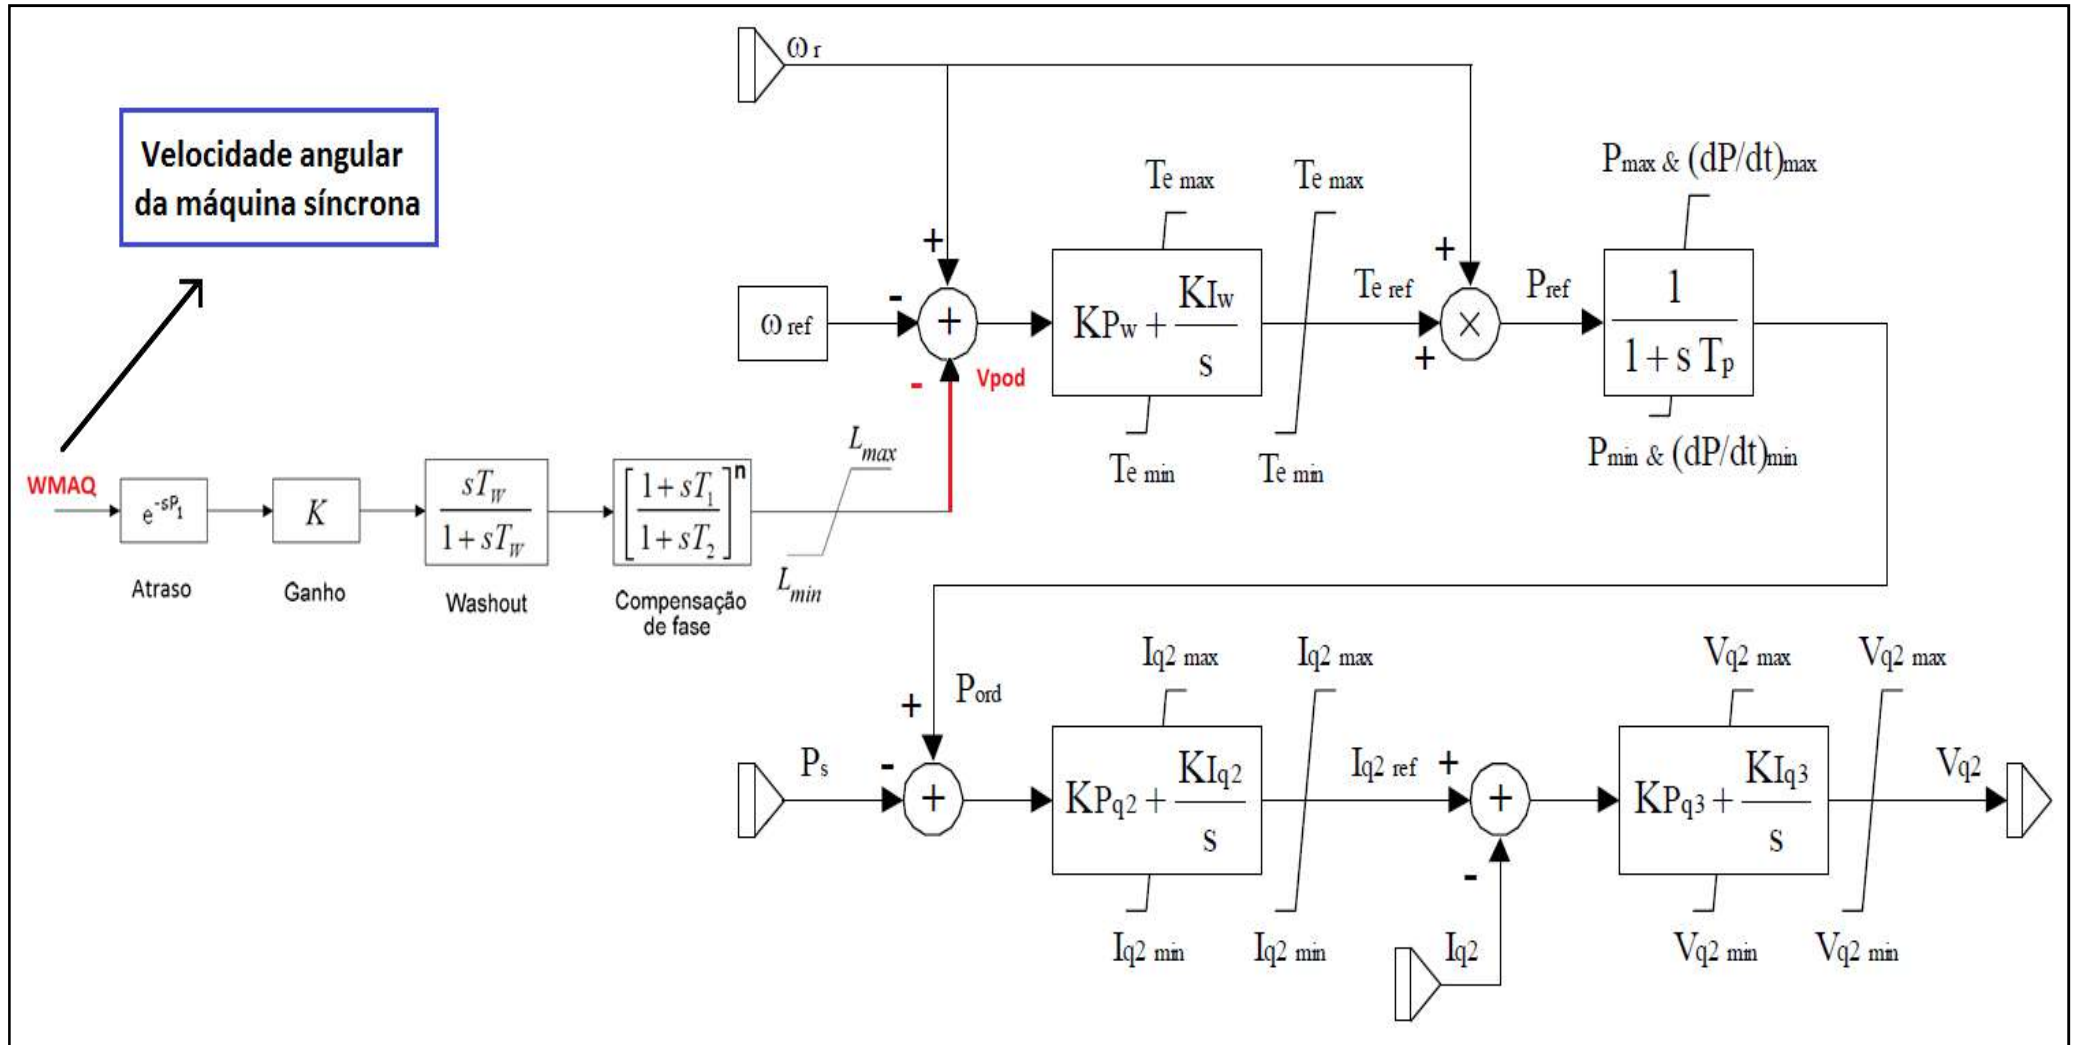 ω r
Velocidade angular
da máquina síncrona
Pmax & (dP/dt)max
Te max
Te max
+
+
ω ref
-
+
KPw + KIw/s
Te ref
+
×
Pref
1/(1 + s Tp)
-
Vpod
Te min
Te min
Pmin & (dP/dt)min
WMAQ
e^-sP1
K
sTW/(1 + sTW)
[(1 + sT1)/(1 + sT2)]^n
Lmax
Lmin
Atraso
Ganho
Washout
Compensação
de fase
Iq2 max
Iq2 max
Vq2 max
Vq2 max
+
Pord
Ps
-
+
KPq2 + KIq2/s
Iq2 ref
+
+
KPq3 + KIq3/s
Vq2
-
Iq2 min
Iq2 min
Iq2
Vq2 min
Vq2 min